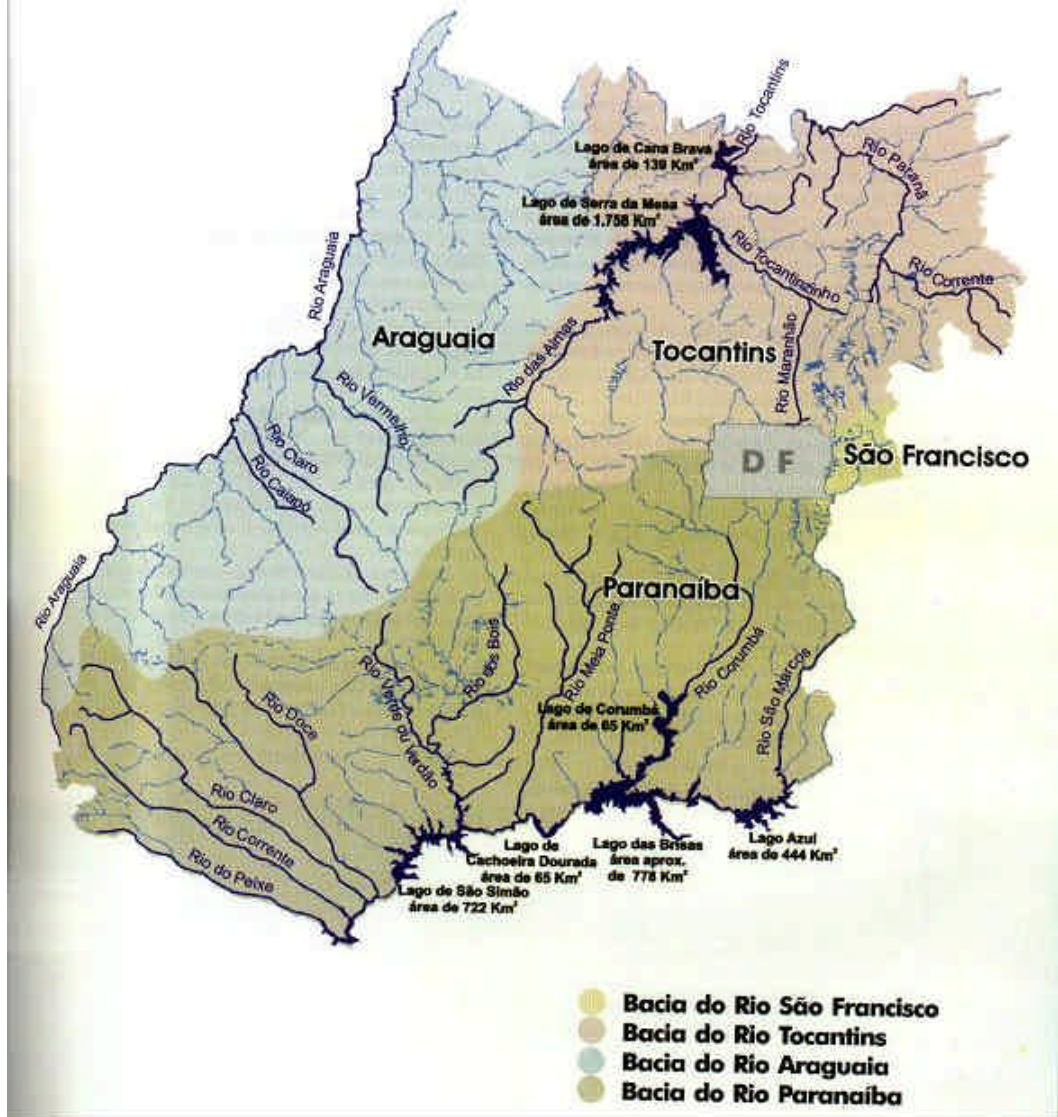 Rio Tocantins
Lago de Cana Brava
área de 139 Km²
Rio Paranã
Lago de Serra da Mesa
área de 1.758 Km²
Rio Tocantinzinho
Rio Corrente
Rio Araguaia
Araguaia
Rio das Almas
Tocantins
Rio Maranhão
Rio Vermelho
Rio Claro
Rio Caiapó
D F
São Francisco
Rio Araguaia
Paranaíba
Rio dos Bois
Rio Meia Ponte
Rio Corumbá
Rio São Marcos
Rio Verde ou Verdão
Rio Doce
Lago de Corumbá
área de 65 Km²
Rio Claro
Rio Corrente
Rio do Peixe
Lago de
Cachoeira Dourada
área de 65 Km²
Lago das Brisas
área aprox.
de 778 Km²
Lago Azul
área de 444 Km²
Lago de São Simão
área de 722 Km²
Bacia do Rio São Francisco
Bacia do Rio Tocantins
Bacia do Rio Araguaia
Bacia do Rio Paranaíba